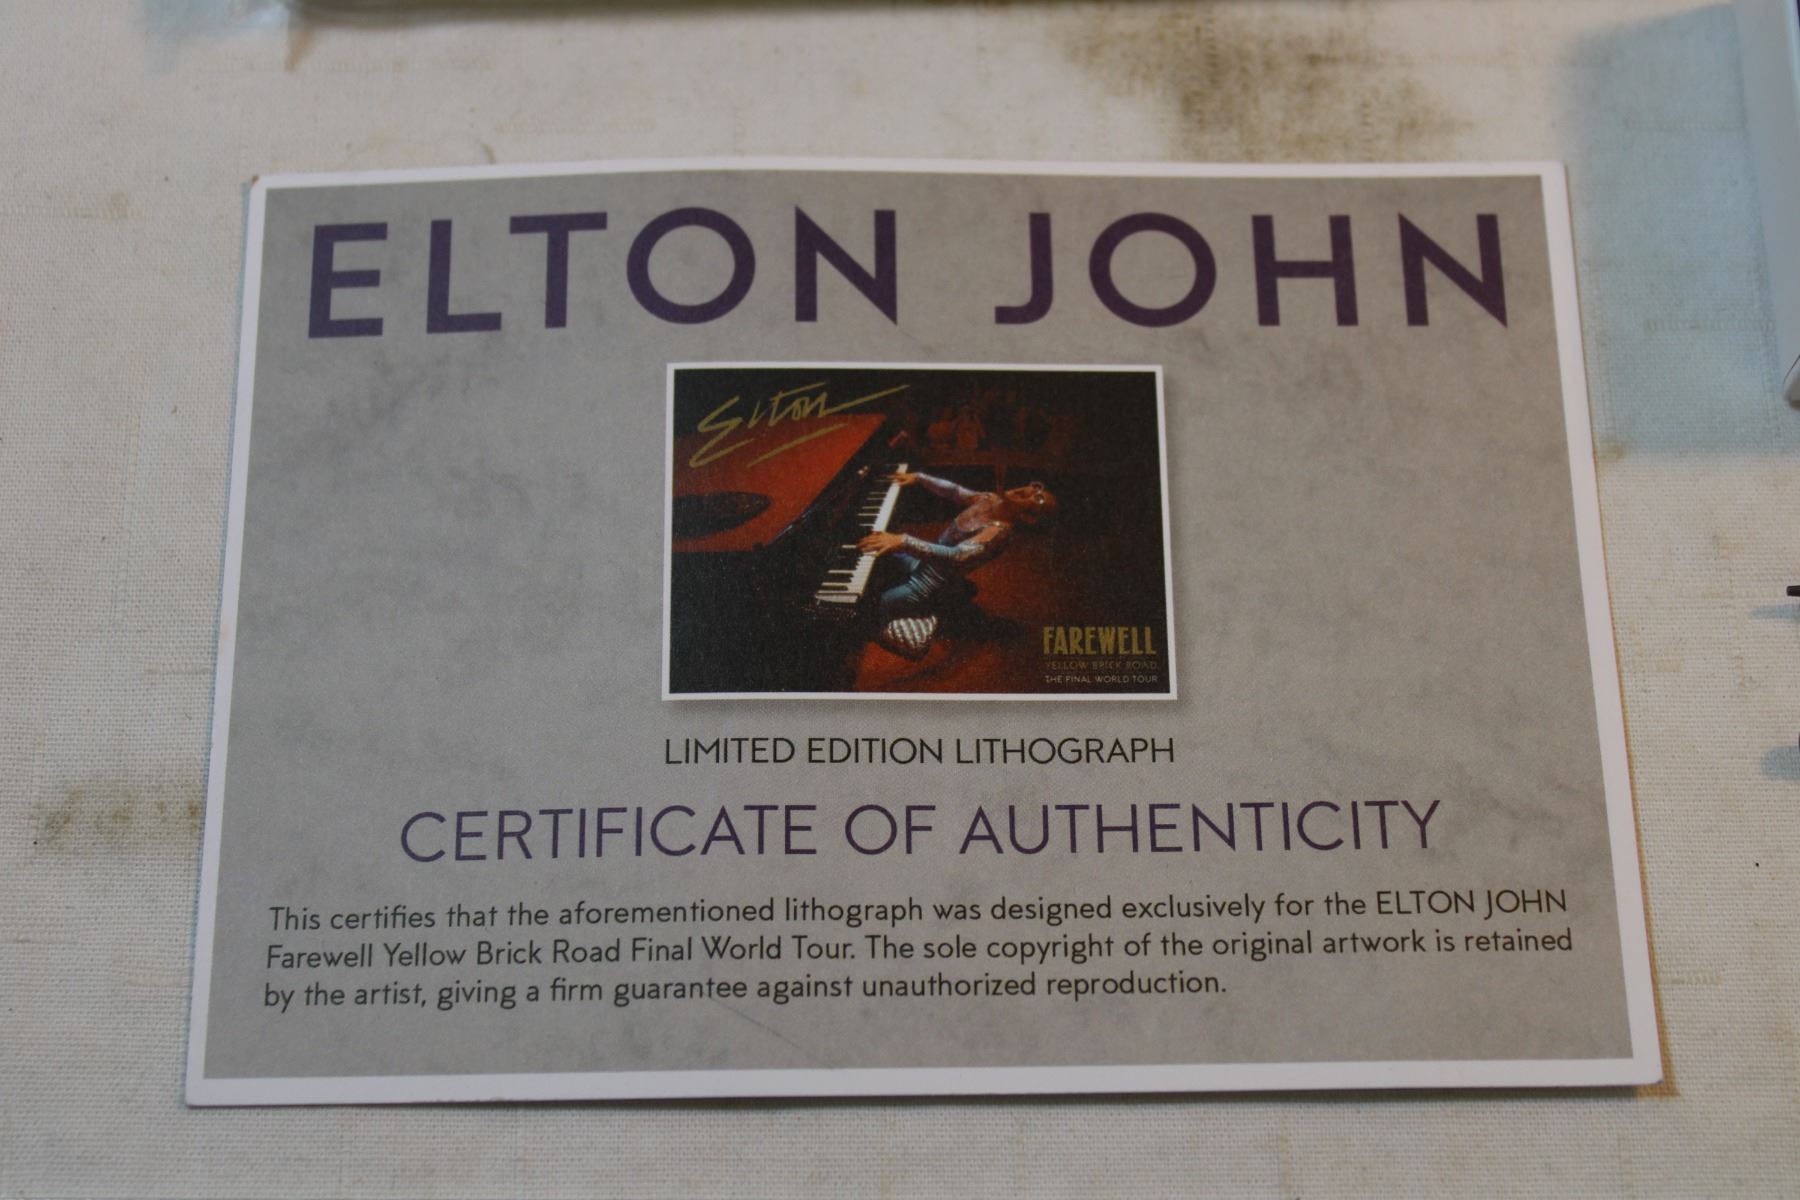 ELTON JOHN
Elton
FAREWELL
YELLOW BRICK ROAD
THE FINAL WORLD TOUR
LIMITED EDITION LITHOGRAPH
CERTIFICATE OF AUTHENTICITY
This certifies that the aforementioned lithograph was designed exclusively for the ELTON JOHN
Farewell Yellow Brick Road Final World Tour. The sole copyright of the original artwork is retained
by the artist, giving a firm guarantee against unauthorized reproduction.